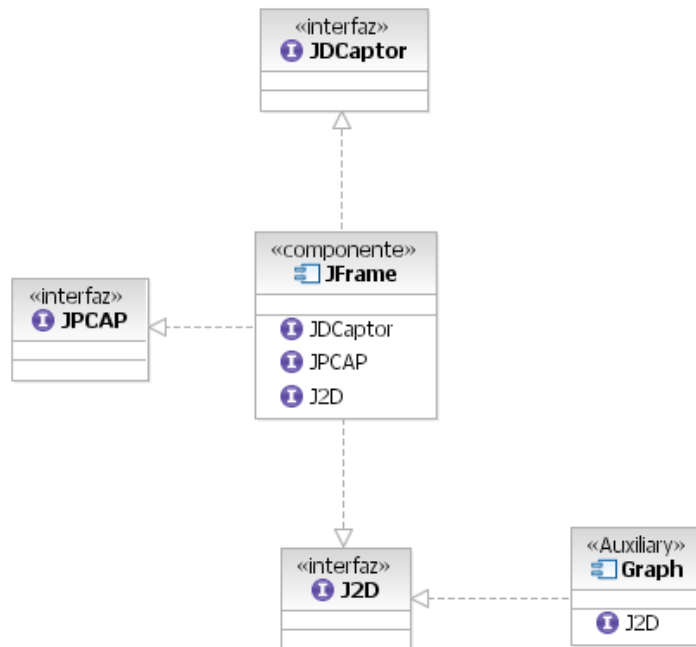 «interfaz»
JDCaptor
«componente»
JFrame
JDCaptor
JPCAP
J2D
«interfaz»
JPCAP
«interfaz»
J2D
«Auxiliary»
Graph
J2D